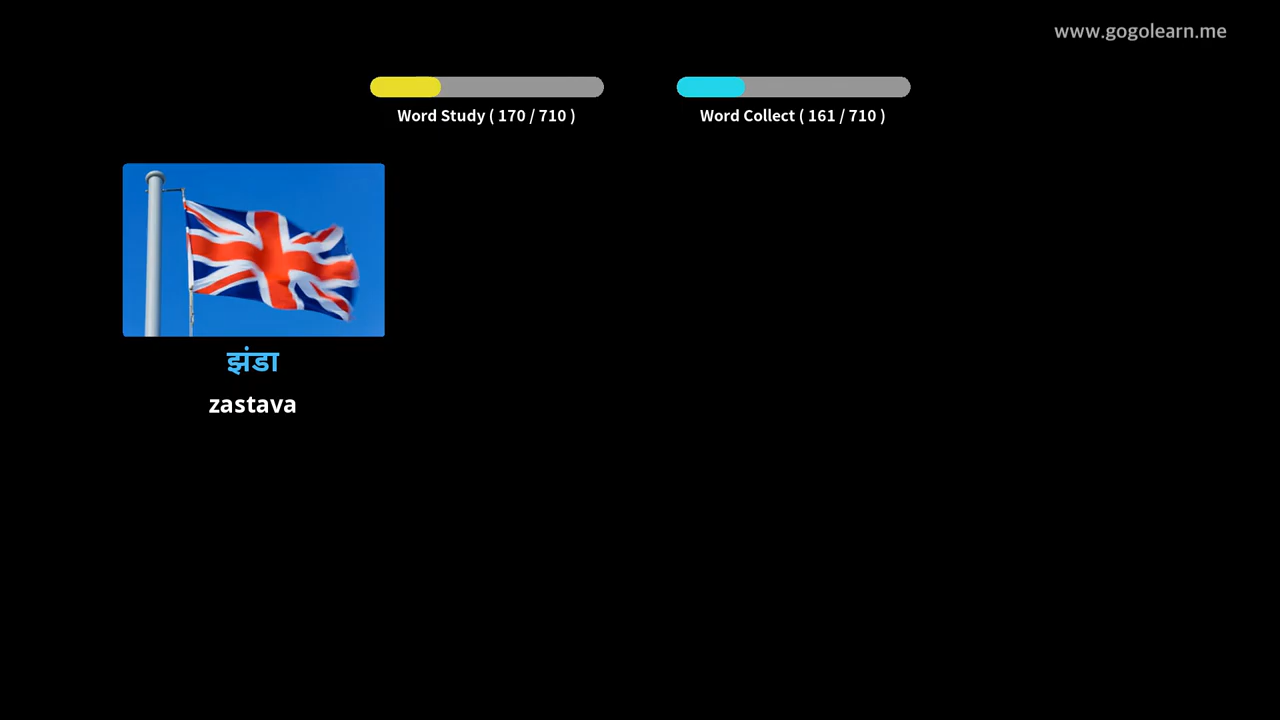 www.gogolearn.me
Word Study ( 170 / 710 )
Word Collect ( 161 / 710 )
झंडा
zastava